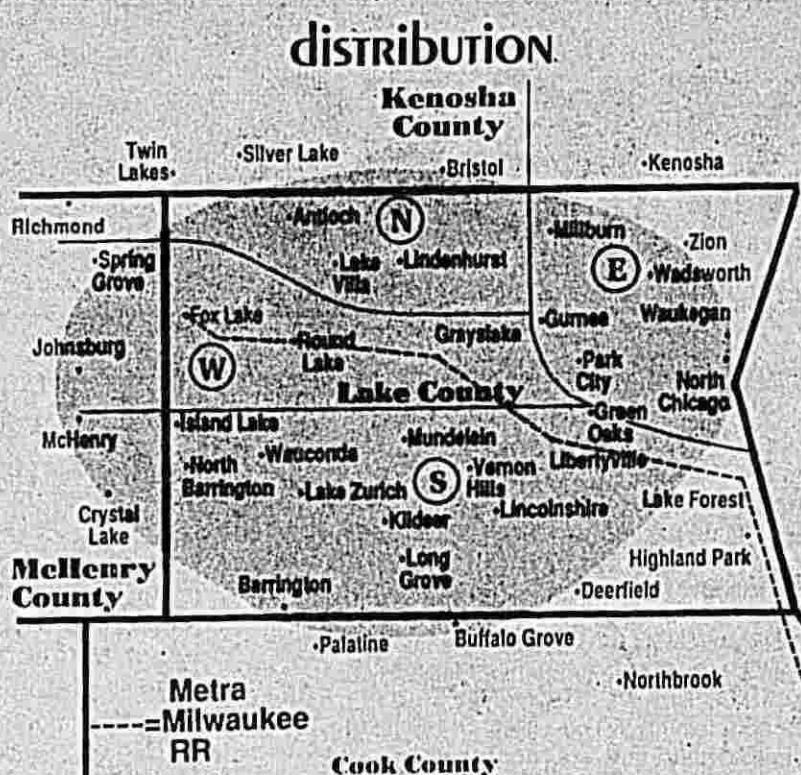 distribution
Kenosha
County
Twin
Lakes
Silver Lake
Bristol
Kenosha
Richmond
Antioch
N
Millburn
Zion
Spring
Grove
Lake
Villa
Lindenhurst
E
Wadsworth
Fox Lake
Grayslake
Gurnee
Waukegan
Johnsburg
Round
Lake
W
Park
City
North
Chicago
Lake County
Green
Oaks
McHenry
Island Lake
Mundelein
Wauconda
North
Barrington
Lake Zurich
S
Vernon
Hills
Libertyville
Lincolnshire
Lake Forest
Crystal
Lake
Kildeer
Long
Grove
Highland Park
McHenry
County
Barrington
Deerfield
Palatine
Buffalo Grove
Northbrook
Metra
----=Milwaukee
RR
Cook County